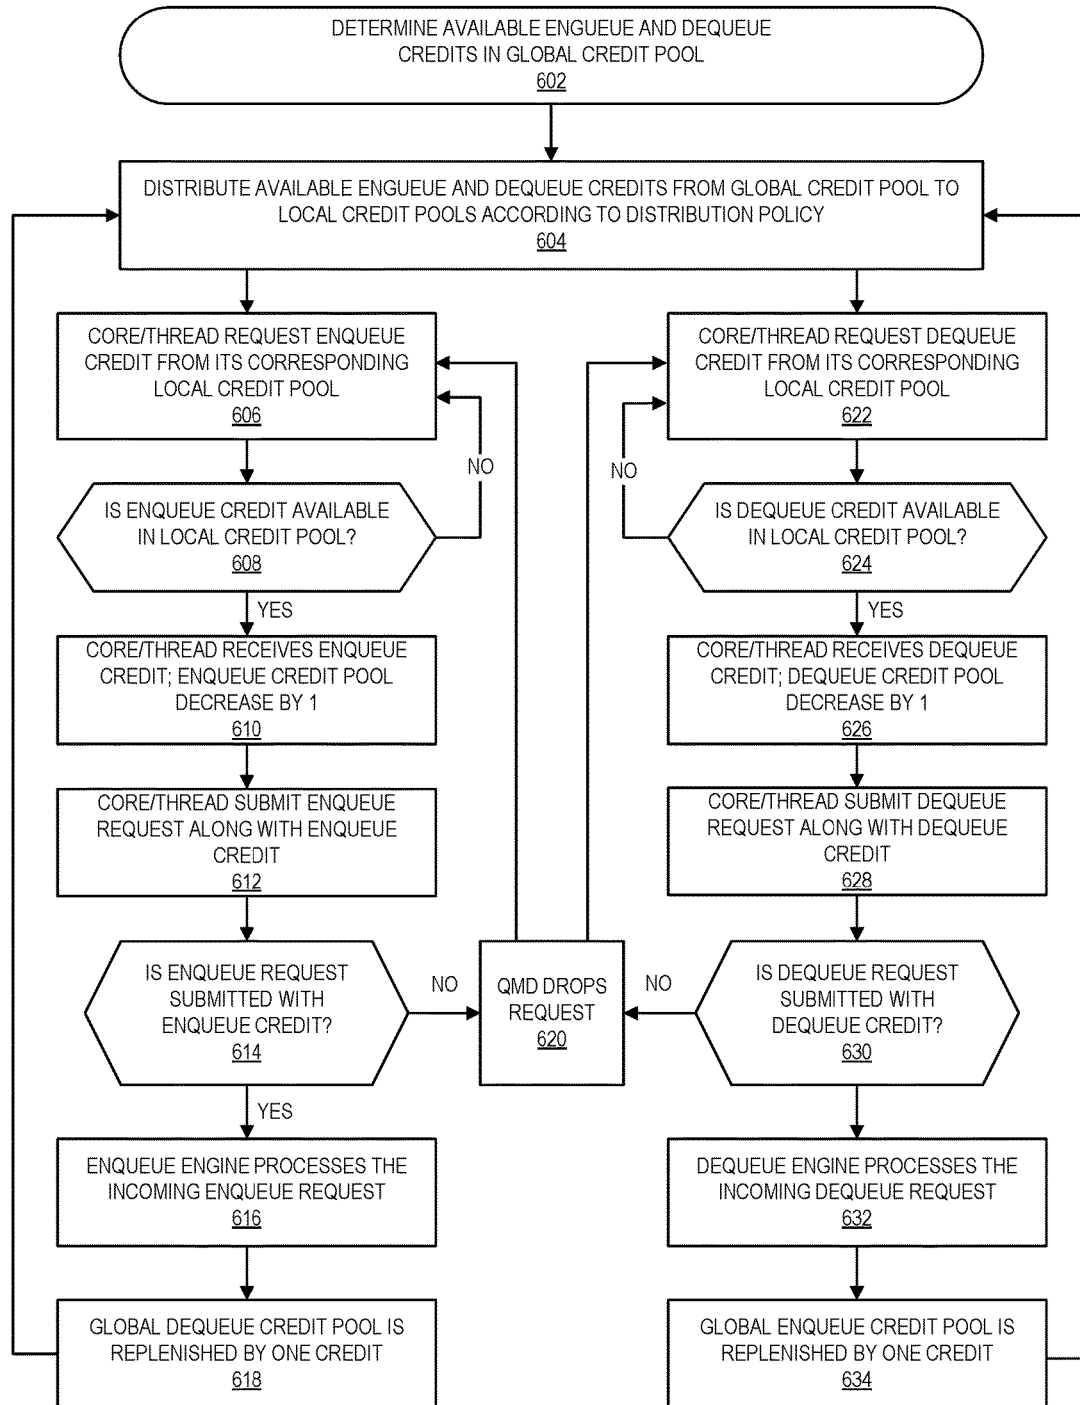 DETERMINE AVAILABLE ENGUEUE AND DEQUEUE
CREDITS IN GLOBAL CREDIT POOL
602
DISTRIBUTE AVAILABLE ENGUEUE AND DEQUEUE CREDITS FROM GLOBAL CREDIT POOL TO
LOCAL CREDIT POOLS ACCORDING TO DISTRIBUTION POLICY
604
CORE/THREAD REQUEST ENQUEUE
CREDIT FROM ITS CORRESPONDING
LOCAL CREDIT POOL
606
NO
IS ENQUEUE CREDIT AVAILABLE
IN LOCAL CREDIT POOL?
608
YES
CORE/THREAD RECEIVES ENQUEUE
CREDIT; ENQUEUE CREDIT POOL
DECREASE BY 1
610
CORE/THREAD SUBMIT ENQUEUE
REQUEST ALONG WITH ENQUEUE
CREDIT
612
IS ENQUEUE REQUEST
SUBMITTED WITH
ENQUEUE CREDIT?
614
NO
YES
ENQUEUE ENGINE PROCESSES THE
INCOMING ENQUEUE REQUEST
616
GLOBAL DEQUEUE CREDIT POOL IS
REPLENISHED BY ONE CREDIT
618
QMD DROPS
REQUEST
620
CORE/THREAD REQUEST DEQUEUE
CREDIT FROM ITS CORRESPONDING
LOCAL CREDIT POOL
622
NO
IS DEQUEUE CREDIT AVAILABLE
IN LOCAL CREDIT POOL?
624
YES
CORE/THREAD RECEIVES DEQUEUE
CREDIT; DEQUEUE CREDIT POOL
DECREASE BY 1
626
CORE/THREAD SUBMIT DEQUEUE
REQUEST ALONG WITH DEQUEUE
CREDIT
628
NO
IS DEQUEUE REQUEST
SUBMITTED WITH
DEQUEUE CREDIT?
630
DEQUEUE ENGINE PROCESSES THE
INCOMING DEQUEUE REQUEST
632
GLOBAL ENQUEUE CREDIT POOL IS
REPLENISHED BY ONE CREDIT
634